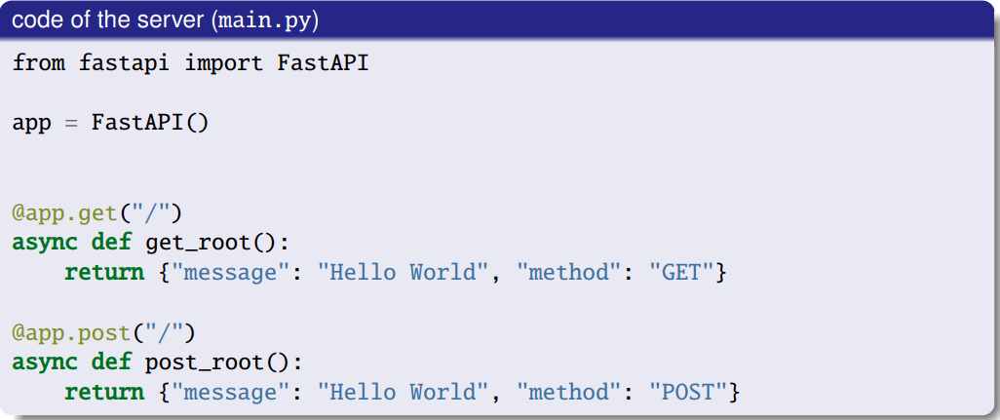 code of the server (main.py)
from fastapi import FastAPI
app = FastAPI()
@app.get("/")
async def get_root():
    return {"message": "Hello World", "method": "GET"}
@app.post("/")
async def post_root():
    return {"message": "Hello World", "method": "POST"}